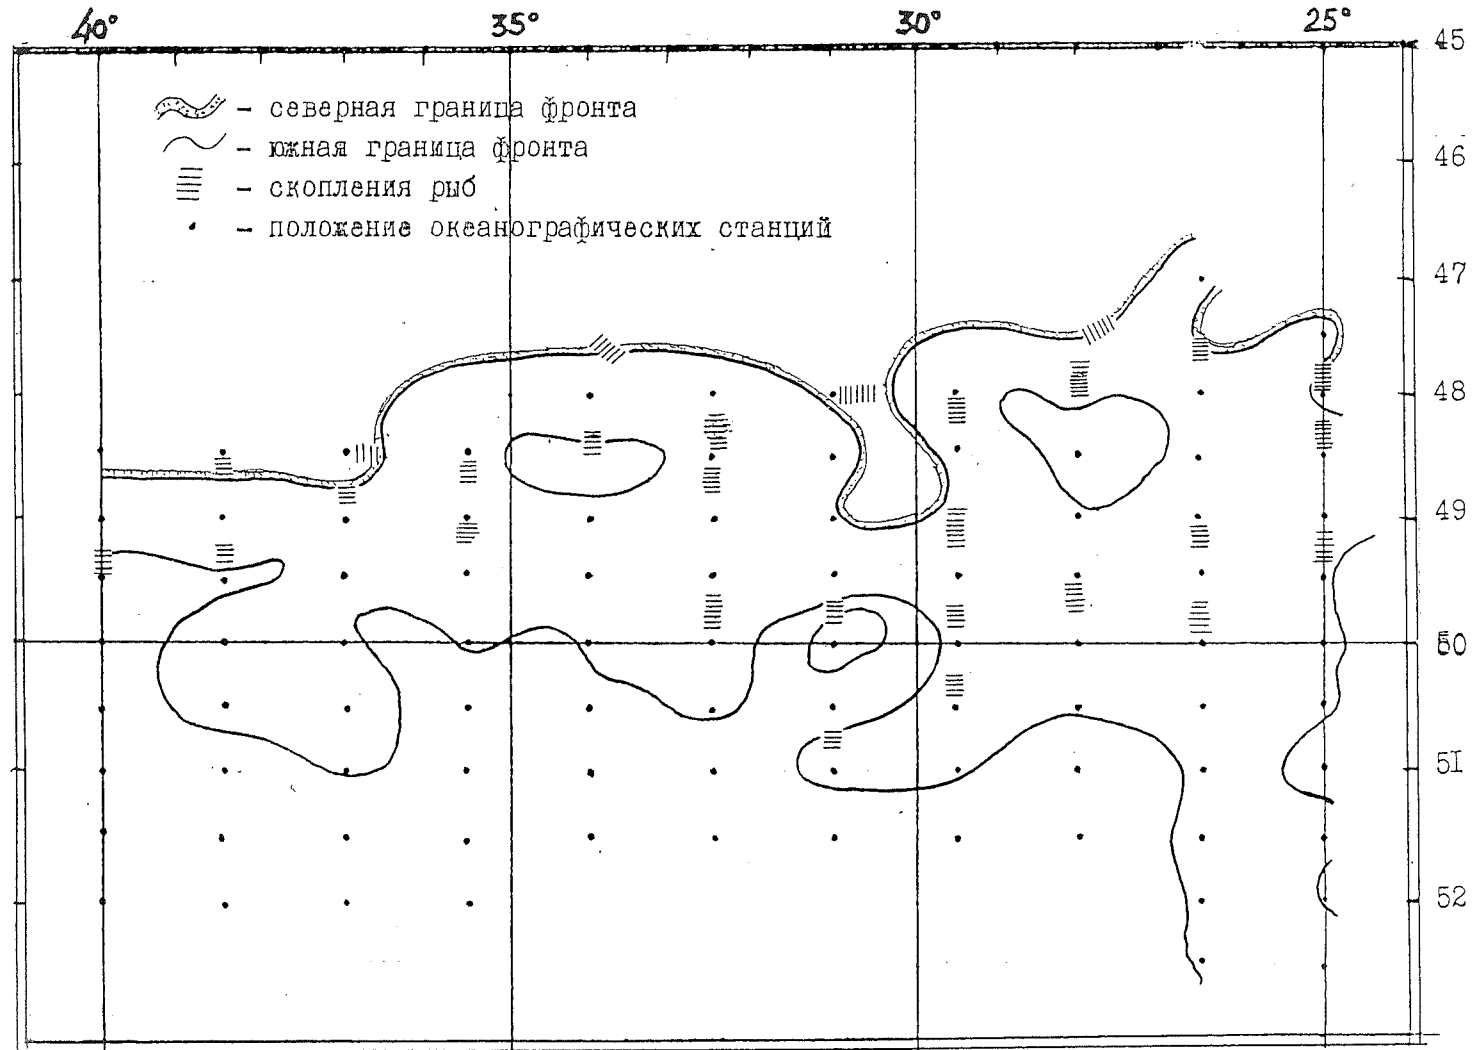 40° 35° 30° 25°
45
- северная граница фронта
- южная граница фронта
46
- скопления рыб
- положение океанографических станций
47
48
49
50
5I
52